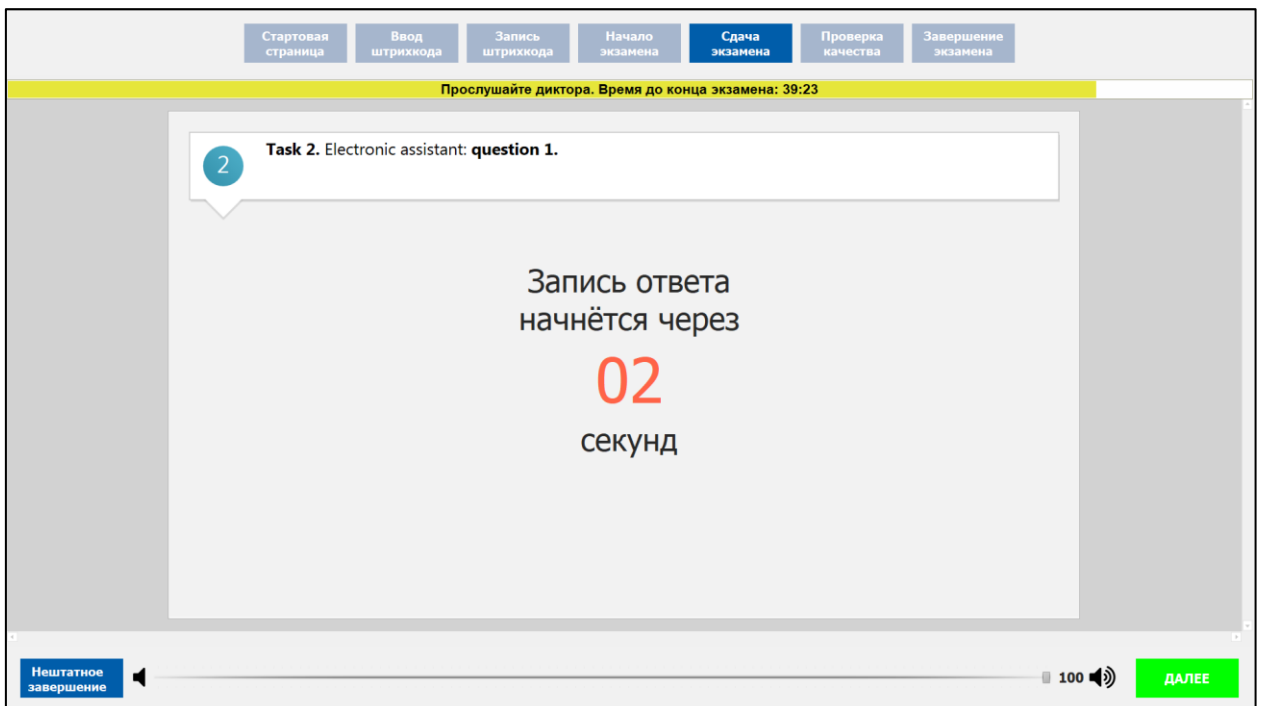 Стартовая страница
Ввод штрихкода
Запись штрихкода
Начало экзамена
Сдача экзамена
Проверка качества
Завершение экзамена
Прослушайте диктора. Время до конца экзамена: 39:23
2
Task 2. Electronic assistant: question 1.
Запись ответа
начнётся через
02
секунд
Нештатное
завершение
100
ДАЛЕЕ